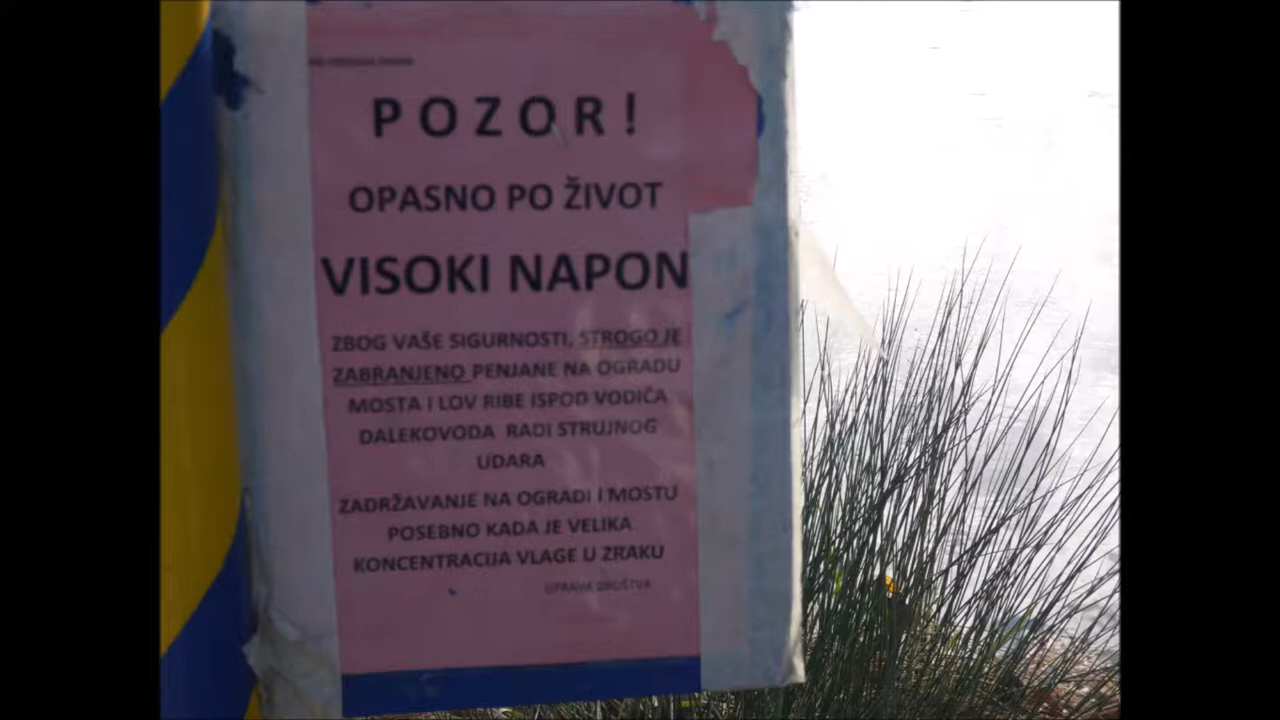 POZOR!
OPASNO PO ŽIVOT
VISOKI NAPON
ZBOG VAŠE SIGURNOSTI, STROGO JE
ZABRANJENO PENJANE NA OGRADU
MOSTA I LOV RIBE ISPOD VODIČA
DALEKOVODA RADI STRUJNOG
UDARA
ZADRŽAVANJE NA OGRADI I MOSTU
POSEBNO KADA JE VELIKA
KONCENTRACIJA VLAGE U ZRAKU
UPRAVA DRUŠTVA